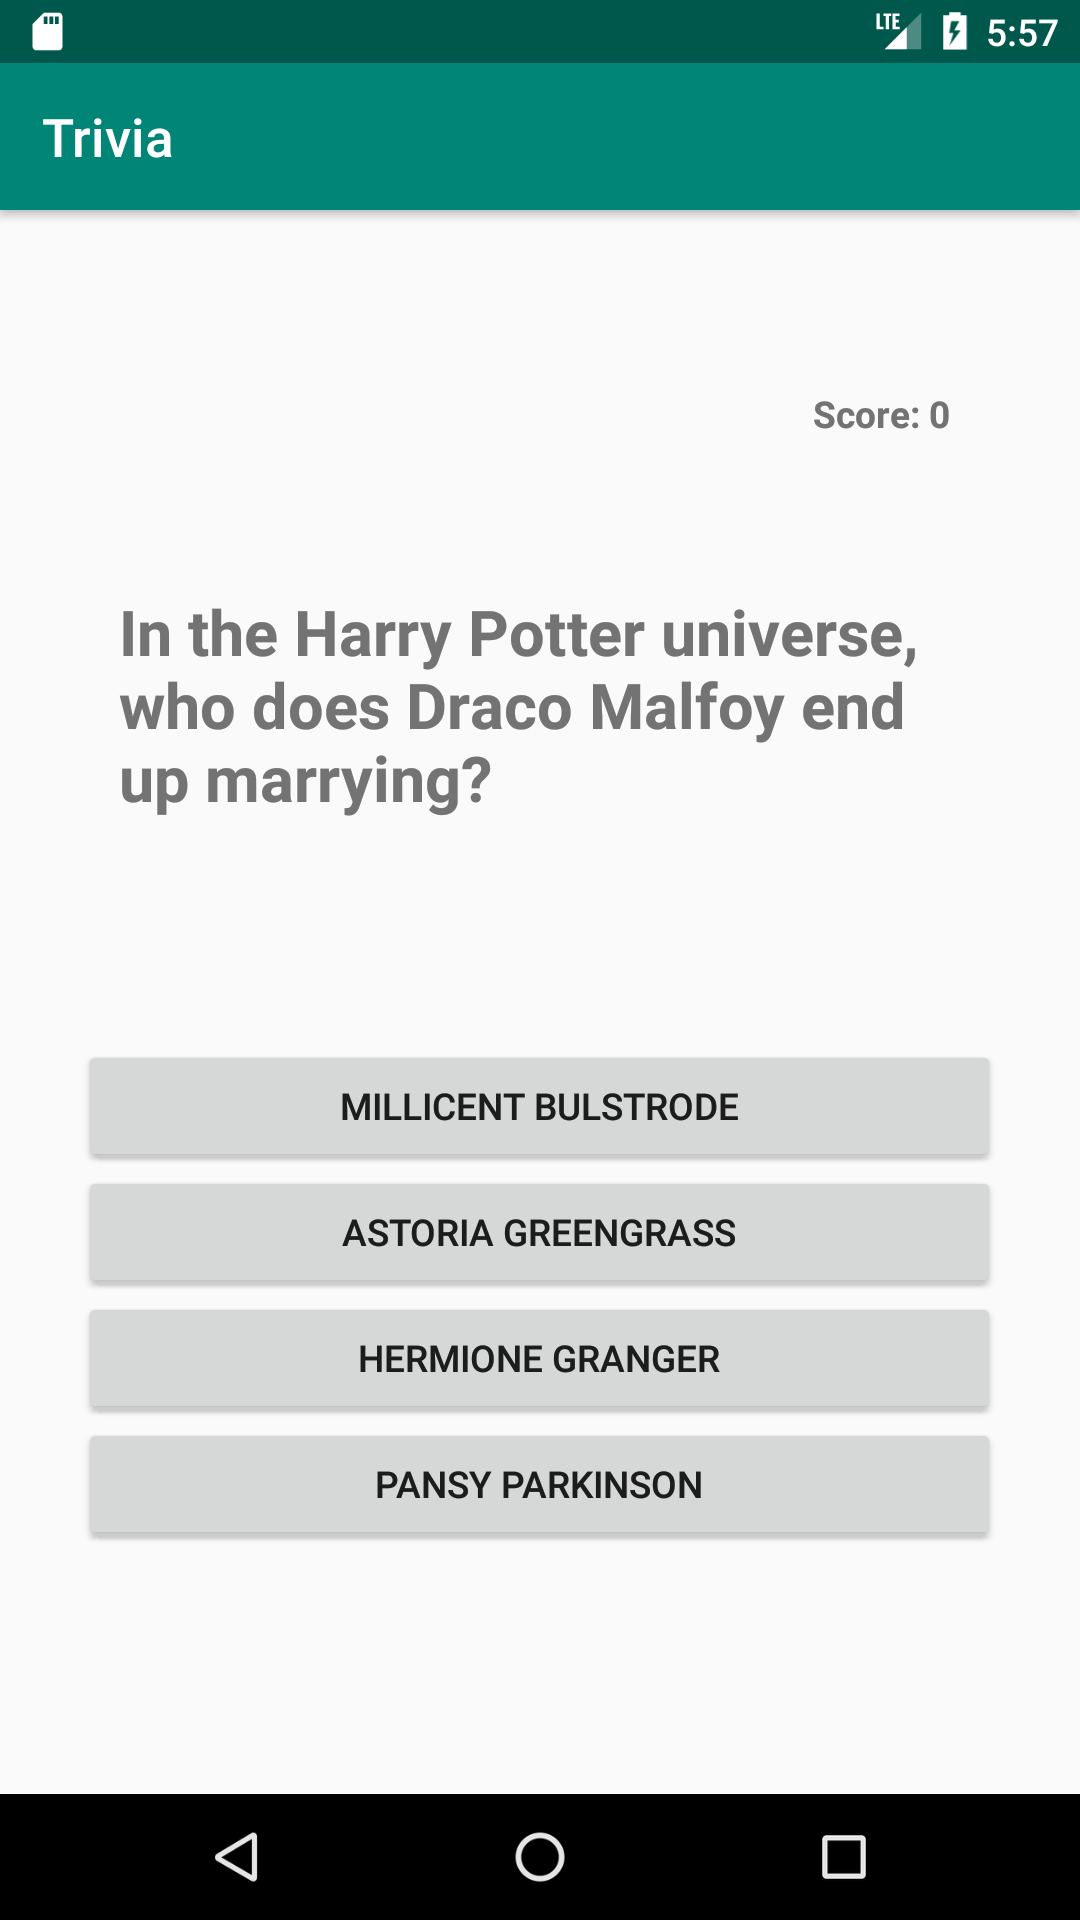 LTE 5:57
Trivia
Score: 0
In the Harry Potter universe,
who does Draco Malfoy end
up marrying?
MILLICENT BULSTRODE
ASTORIA GREENGRASS
HERMIONE GRANGER
PANSY PARKINSON